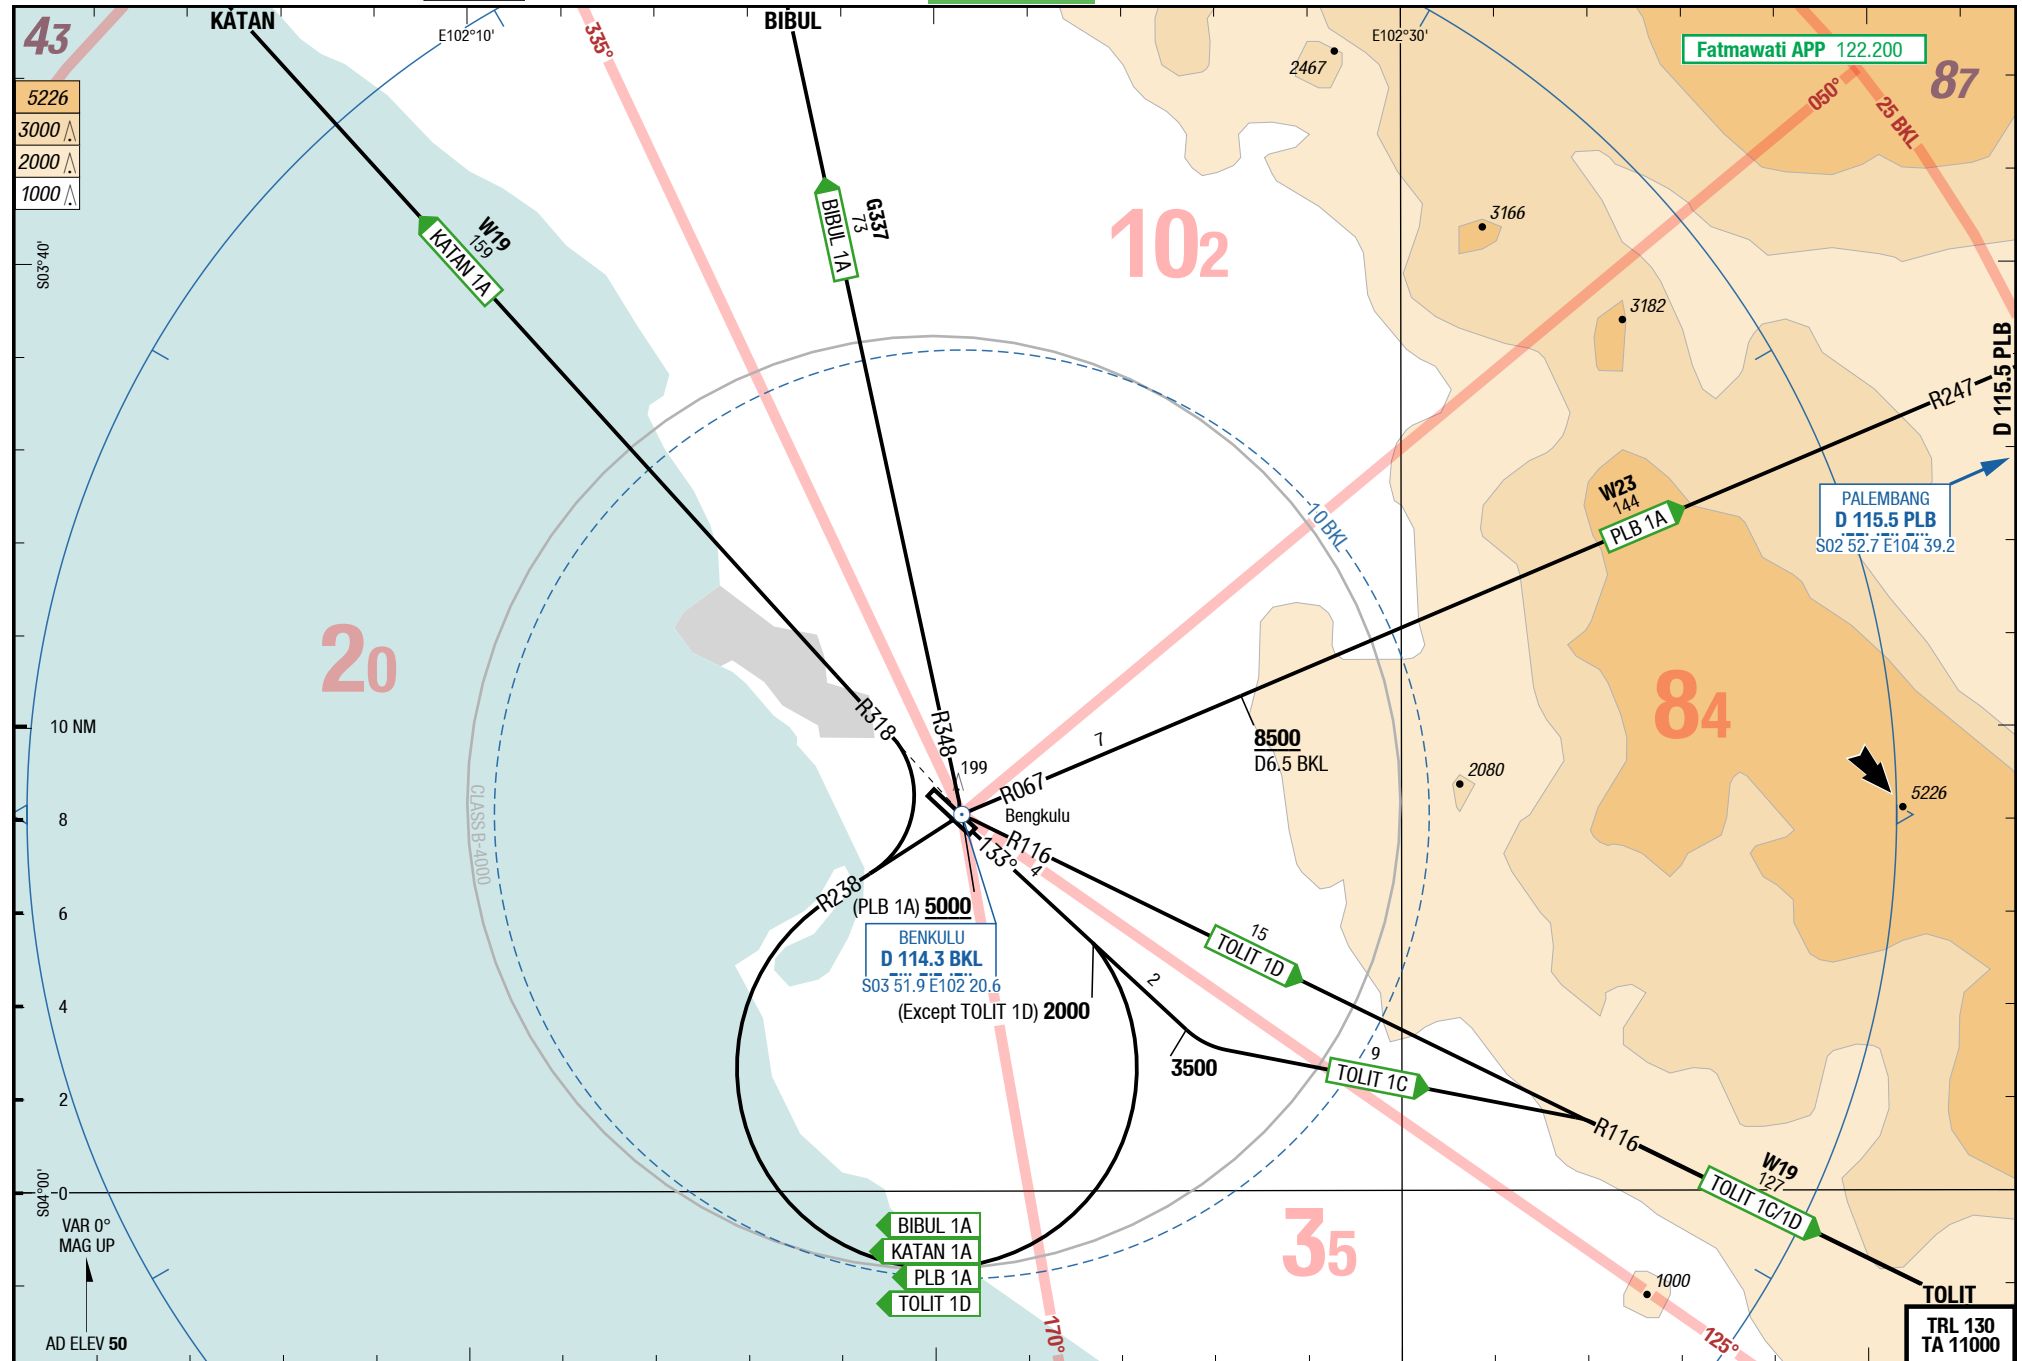 KATAN
BIBUL
E102°10'
E102°30'
43
335°
2467
Fatmawati APP 122.200
87
050°
25 BKL
5226
3000
2000
1000
S03°40'
W19
159
KATAN 1A
G337
73
BIBUL 1A
102
3166
3182
D 115.5 PLB
R247
W23
144
PLB 1A
PALEMBANG
D 115.5 PLB
S02 52.7 E104 39.2
10 BKL
20
84
10 NM
8
6
4
2
0
R318
R348
7
8500
D6.5 BKL
199
R067
Bengkulu
2080
5226
CLASS B-4000
R116
133°
4
R238
(PLB 1A) 5000
BENKULU
D 114.3 BKL
S03 51.9 E102 20.6
(Except TOLIT 1D) 2000
15
TOLIT 1D
2
3500
9
TOLIT 1C
R116
W19
127
TOLIT 1C/1D
S04°00'
VAR 0°
MAG UP
BIBUL 1A
KATAN 1A
PLB 1A
TOLIT 1D
35
1000
TOLIT
TRL 130
TA 11000
170°
125°
AD ELEV 50